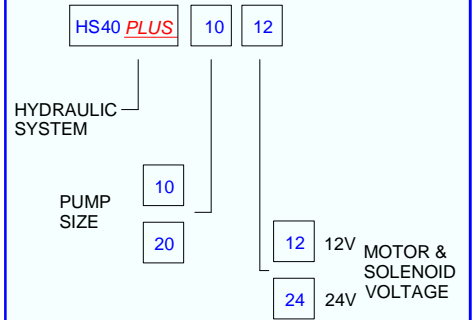 HS40 PLUS 10 12
HYDRAULIC
SYSTEM
10
PUMP
SIZE
20
12 12V
MOTOR &
SOLENOID
VOLTAGE
24 24V